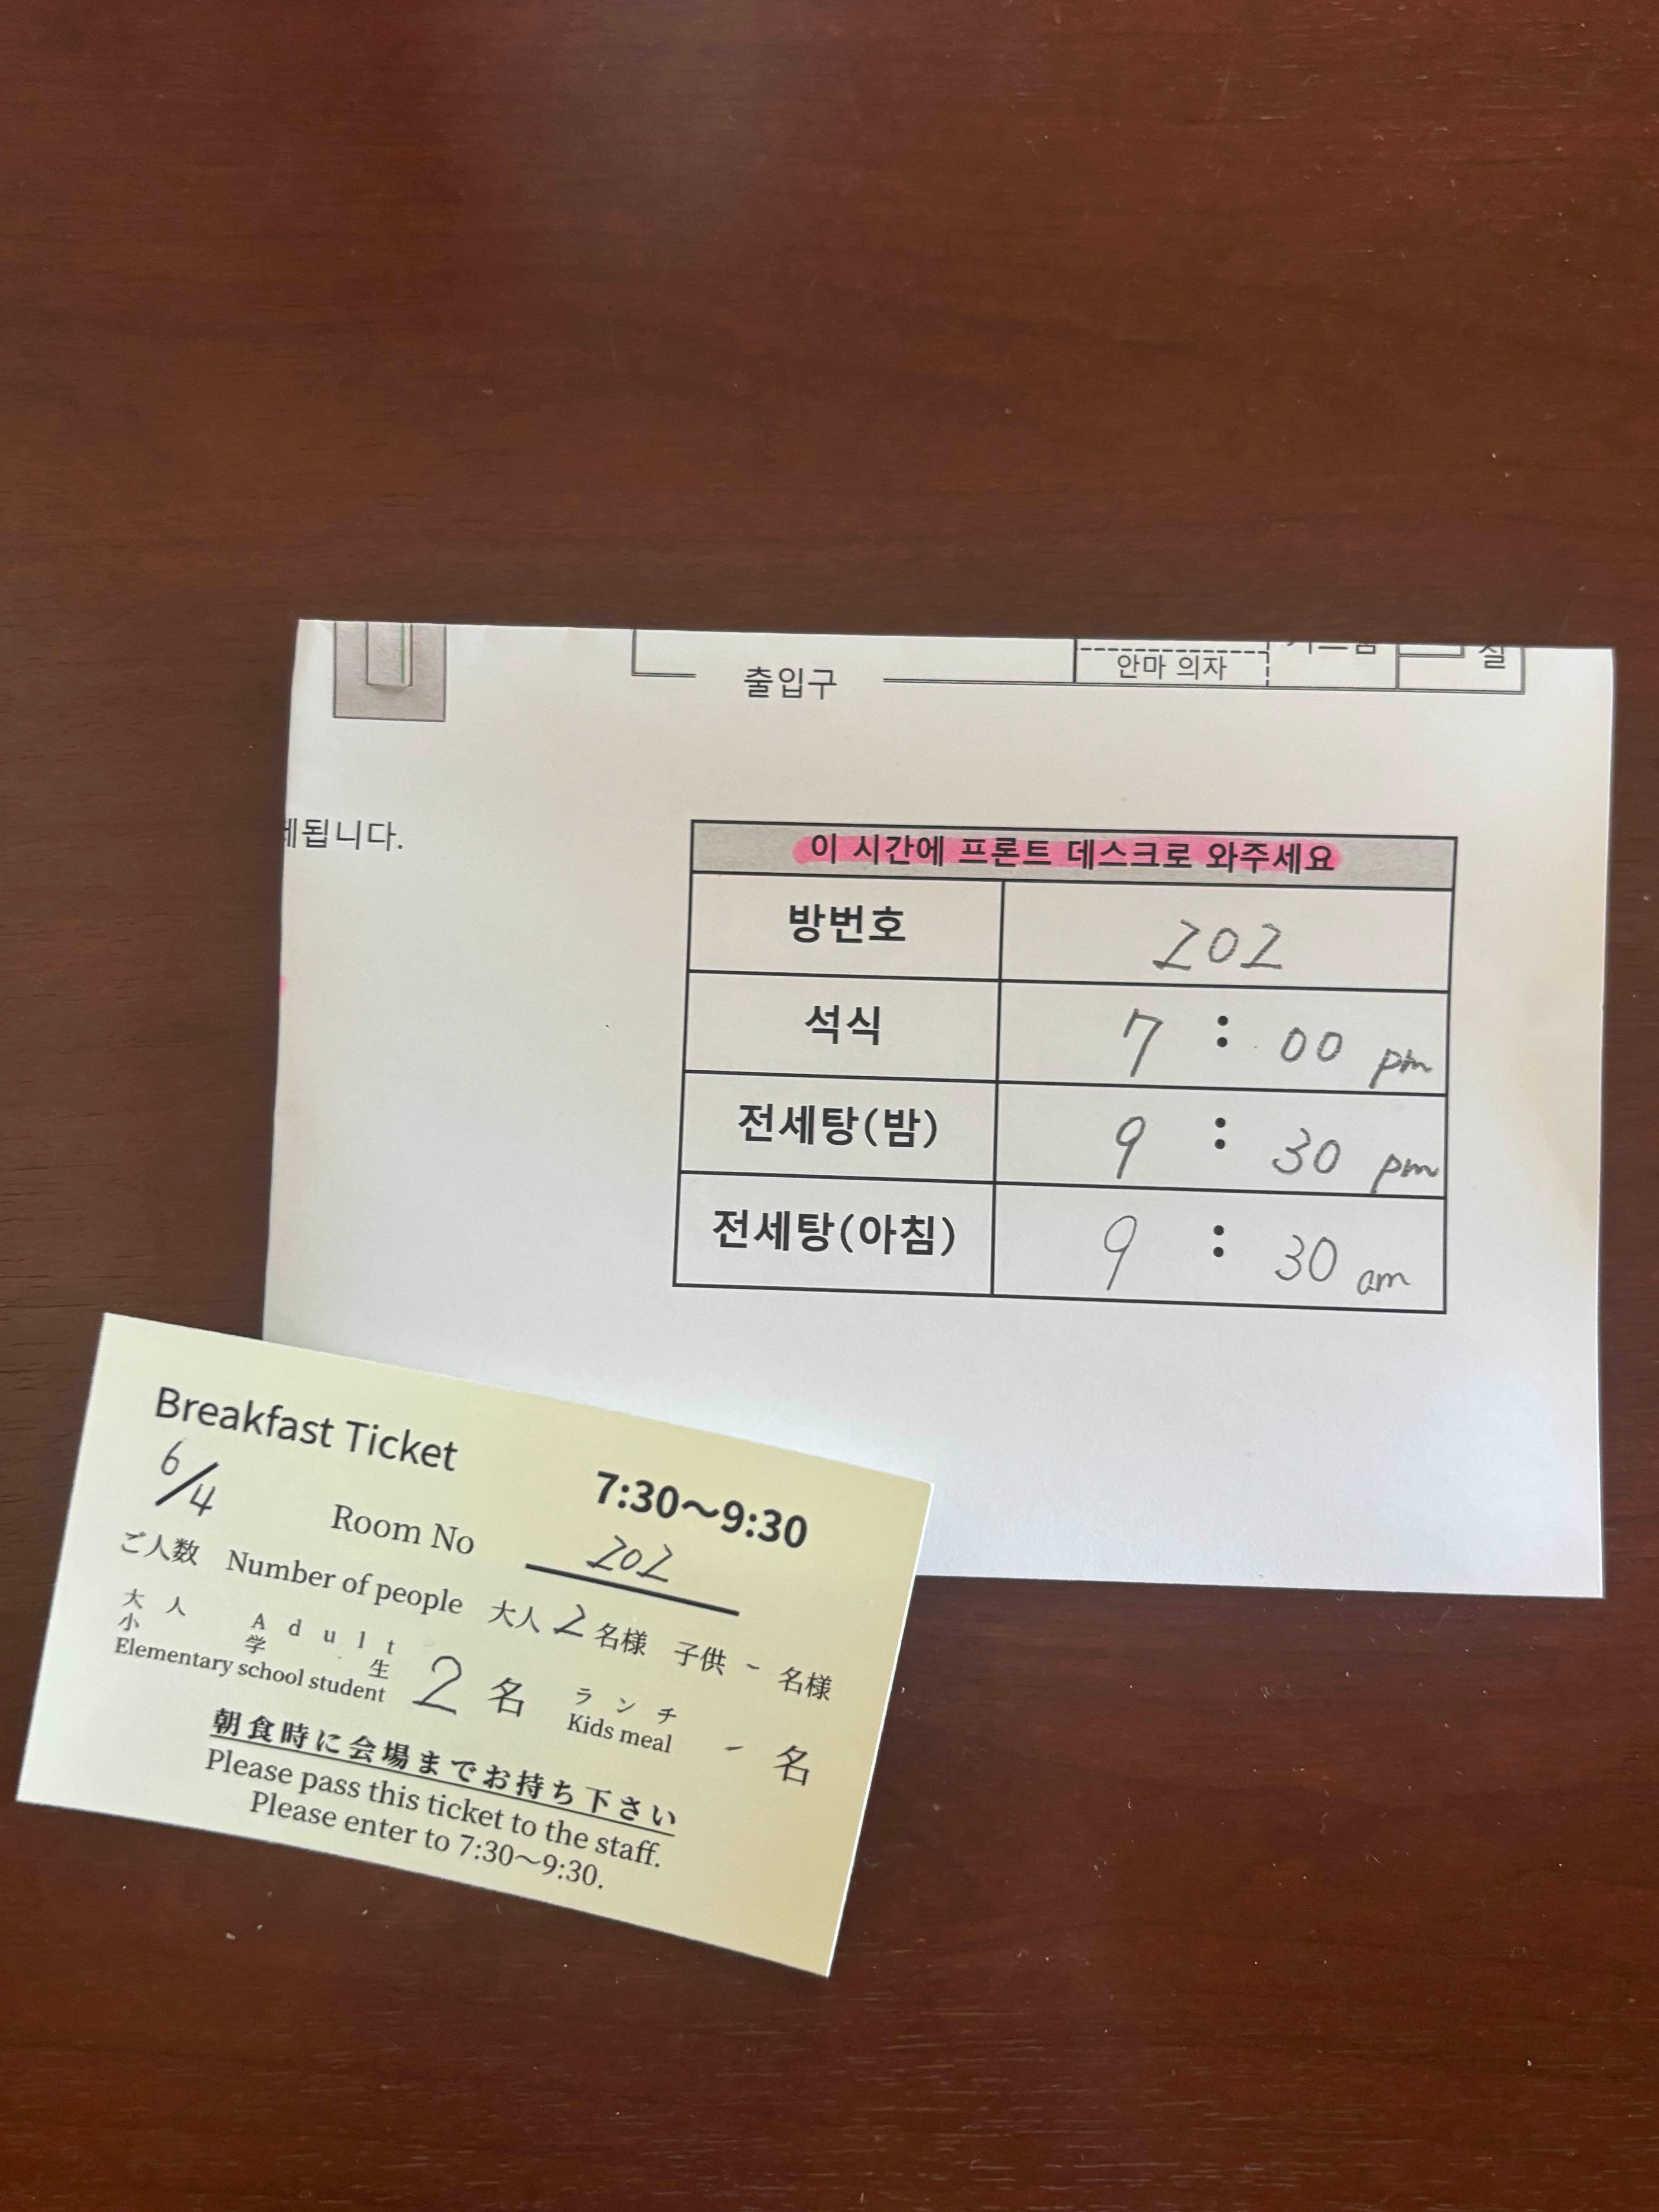 출입구
안마 의자
실
됩니다.
이 시간에 프론트 데스크로 와주세요
방번호 202
석식 7 : 00 pm
전세탕(밤) 9 : 30 pm
전세탕(아침) 9 : 30 am
Breakfast Ticket
6/4 7:30～9:30
Room No 202
ご人数 Number of people 大人 2 名様 子供 - 名様
大人 Adult
小学生
Elementary school student 2 名
ランチ
Kids meal - 名
朝食時に会場までお持ち下さい
Please pass this ticket to the staff.
Please enter to 7:30～9:30.